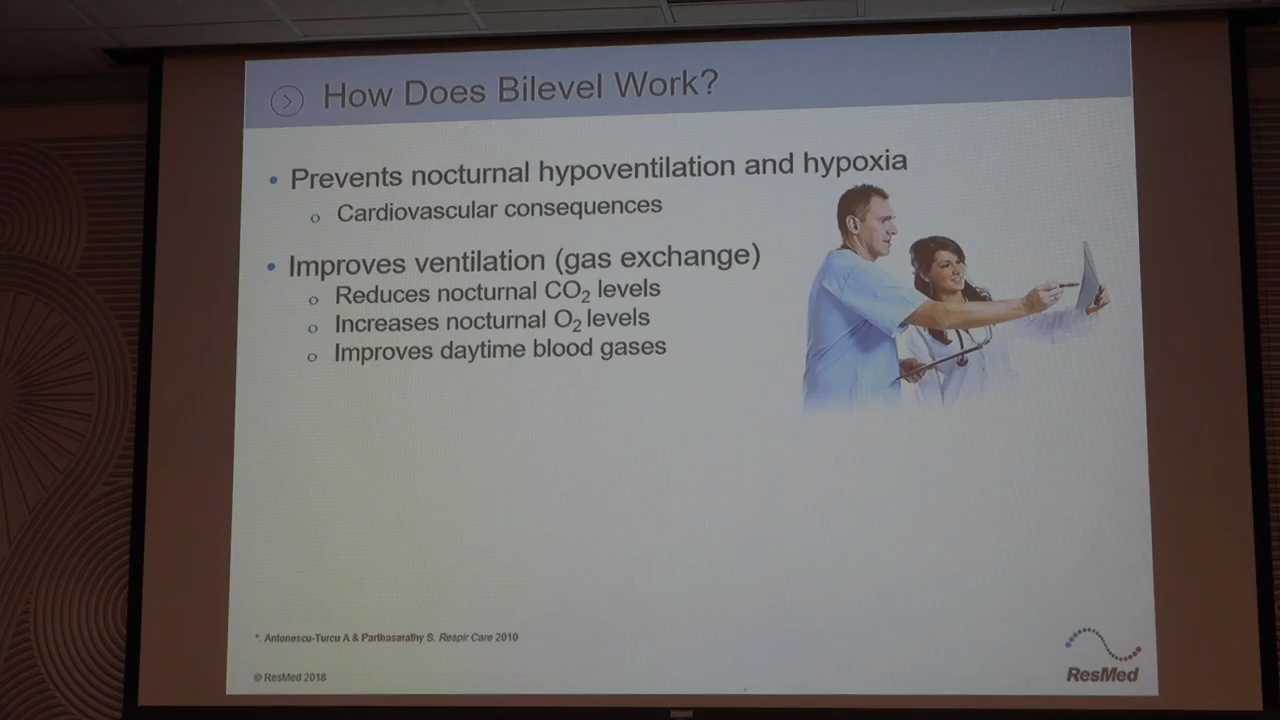 How Does Bilevel Work?
• Prevents nocturnal hypoventilation and hypoxia
o Cardiovascular consequences
• Improves ventilation (gas exchange)
o Reduces nocturnal CO₂ levels
o Increases nocturnal O₂ levels
o Improves daytime blood gases
*. Antonescu-Turcu A & Parthasarathy S. Respir Care 2010
© ResMed 2018
ResMed